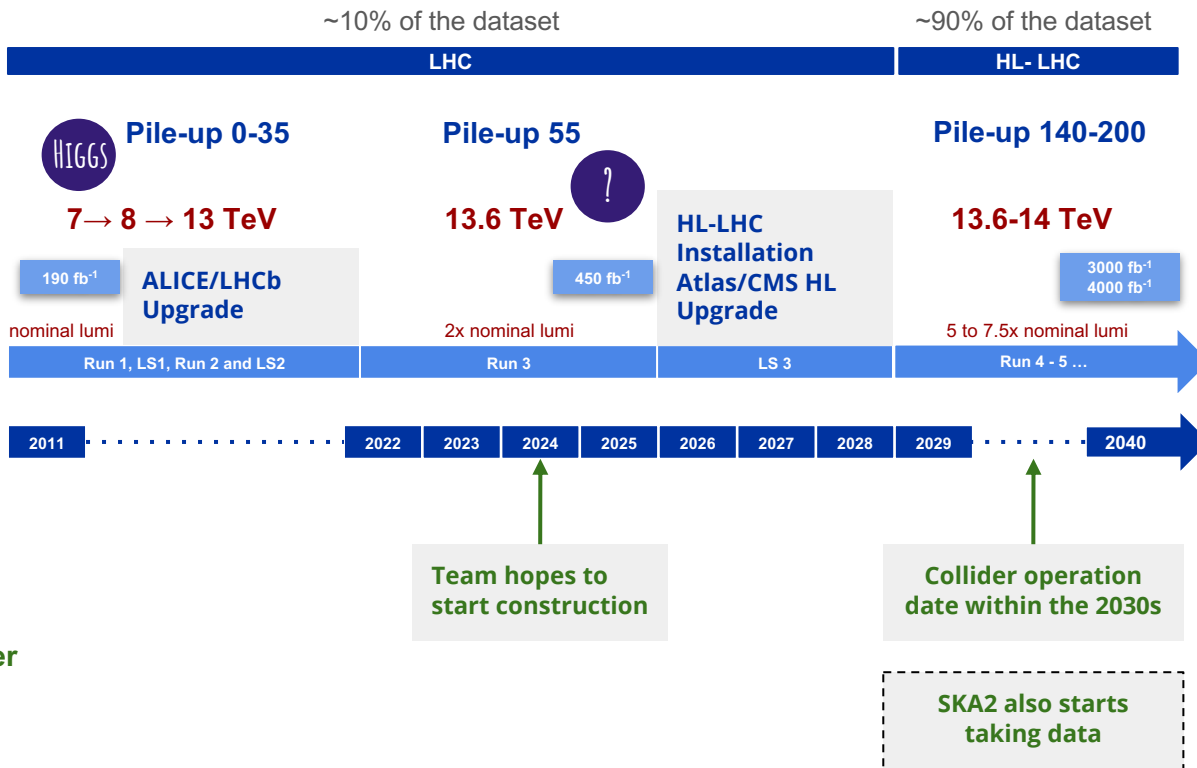 ~10% of the dataset
~90% of the dataset
LHC
HL- LHC
HIGGS
Pile-up 0-35
Pile-up 55
?
Pile-up 140-200
7→ 8 → 13 TeV
13.6 TeV
13.6-14 TeV
190 fb⁻¹
ALICE/LHCb
Upgrade
450 fb⁻¹
HL-LHC
Installation
Atlas/CMS HL
Upgrade
3000 fb⁻¹
4000 fb⁻¹
nominal lumi
2x nominal lumi
5 to 7.5x nominal lumi
Run 1, LS1, Run 2 and LS2
Run 3
LS 3
Run 4 - 5 ...
2011
2022
2023
2024
2025
2026
2027
2028
2029
2040
Team hopes to
start construction
Collider operation
date within the 2030s
er
SKA2 also starts
taking data